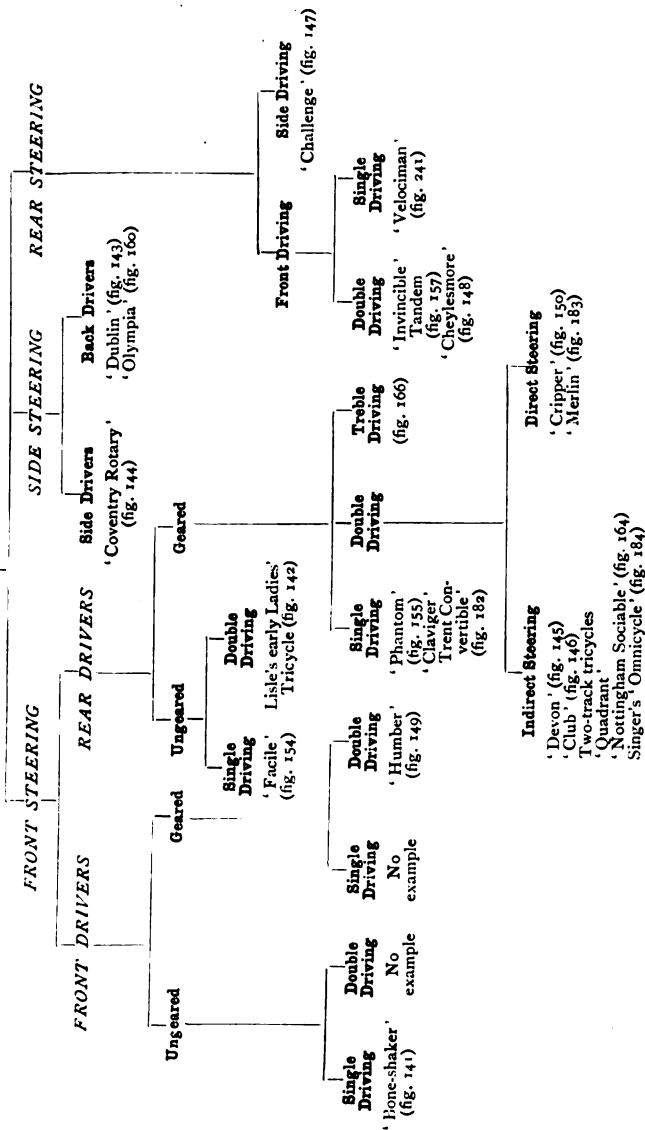 FRONT STEERING
SIDE STEERING
REAR STEERING
FRONT DRIVERS
REAR DRIVERS
Side Drivers
'Coventry Rotary'
(fig. 144)
Back Drivers
'Dublin' (fig. 143)
'Olympia' (fig. 160)
Ungeared
Geared
Ungeared
Geared
Front Driving
Side Driving
'Challenge' (fig. 147)
Single
Driving
'Facile'
(fig. 154)
Double
Driving
Lisle's early Ladies'
Tricycle (fig. 142)
Single
Driving
'Bone-shaker'
(fig. 141)
Double
Driving
No
example
Single
Driving
No
example
Double
Driving
'Humber'
(fig. 149)
Single
Driving
'Phantom'
(fig. 155)
'Claviger'
Trent Con-
vertible'
(fig. 182)
Double
Driving
Treble
Driving
(fig. 166)
Double
Driving
'Invincible'
Tandem
(fig. 157)
'Cheylesmore'
(fig. 148)
Single
Driving
'Velociman'
(fig. 241)
Indirect Steering
'Devon' (fig. 145)
'Club' (fig. 146)
Two-track tricycles
'Quadrant'
'Nottingham Sociable' (fig. 164)
Singer's 'Omnicycle' (fig. 184)
Direct Steering
'Cripper' (fig. 150)
'Merlin' (fig. 183)